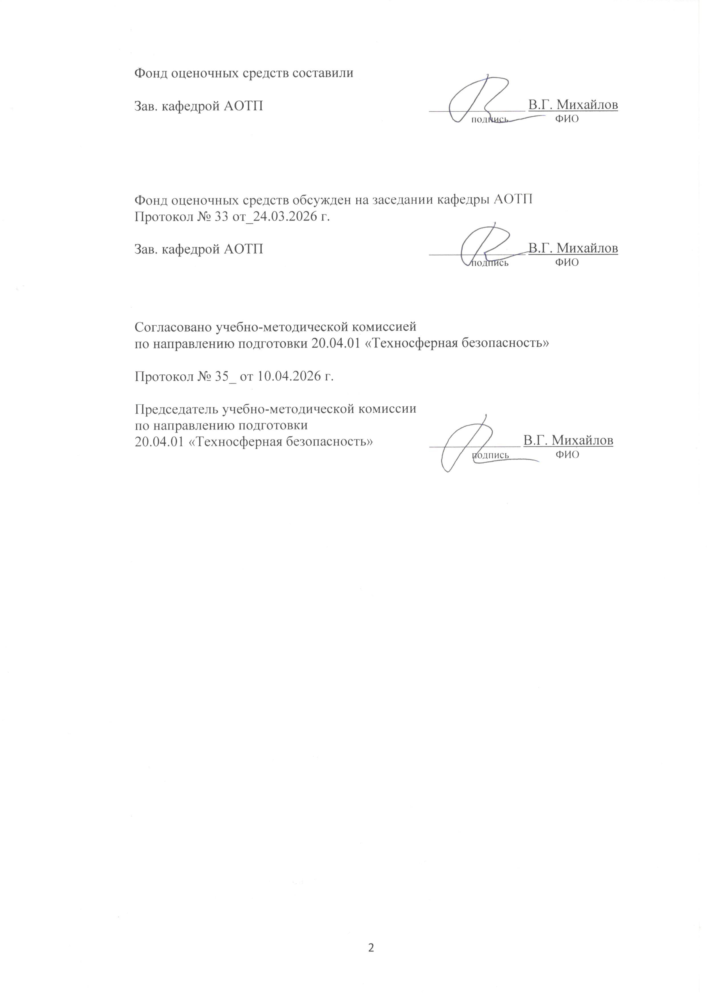 Фонд оценочных средств составили
Зав. кафедрой АОТП ____________ В.Г. Михайлов
подпись ФИО
Фонд оценочных средств обсужден на заседании кафедры АОТП
Протокол № 33 от_24.03.2026 г.
Зав. кафедрой АОТП ____________ В.Г. Михайлов
подпись ФИО
Согласовано учебно-методической комиссией
по направлению подготовки 20.04.01 «Техносферная безопасность»
Протокол № 35_ от 10.04.2026 г.
Председатель учебно-методической комиссии
по направлению подготовки
20.04.01 «Техносферная безопасность» ____________ В.Г. Михайлов
подпись ФИО
2